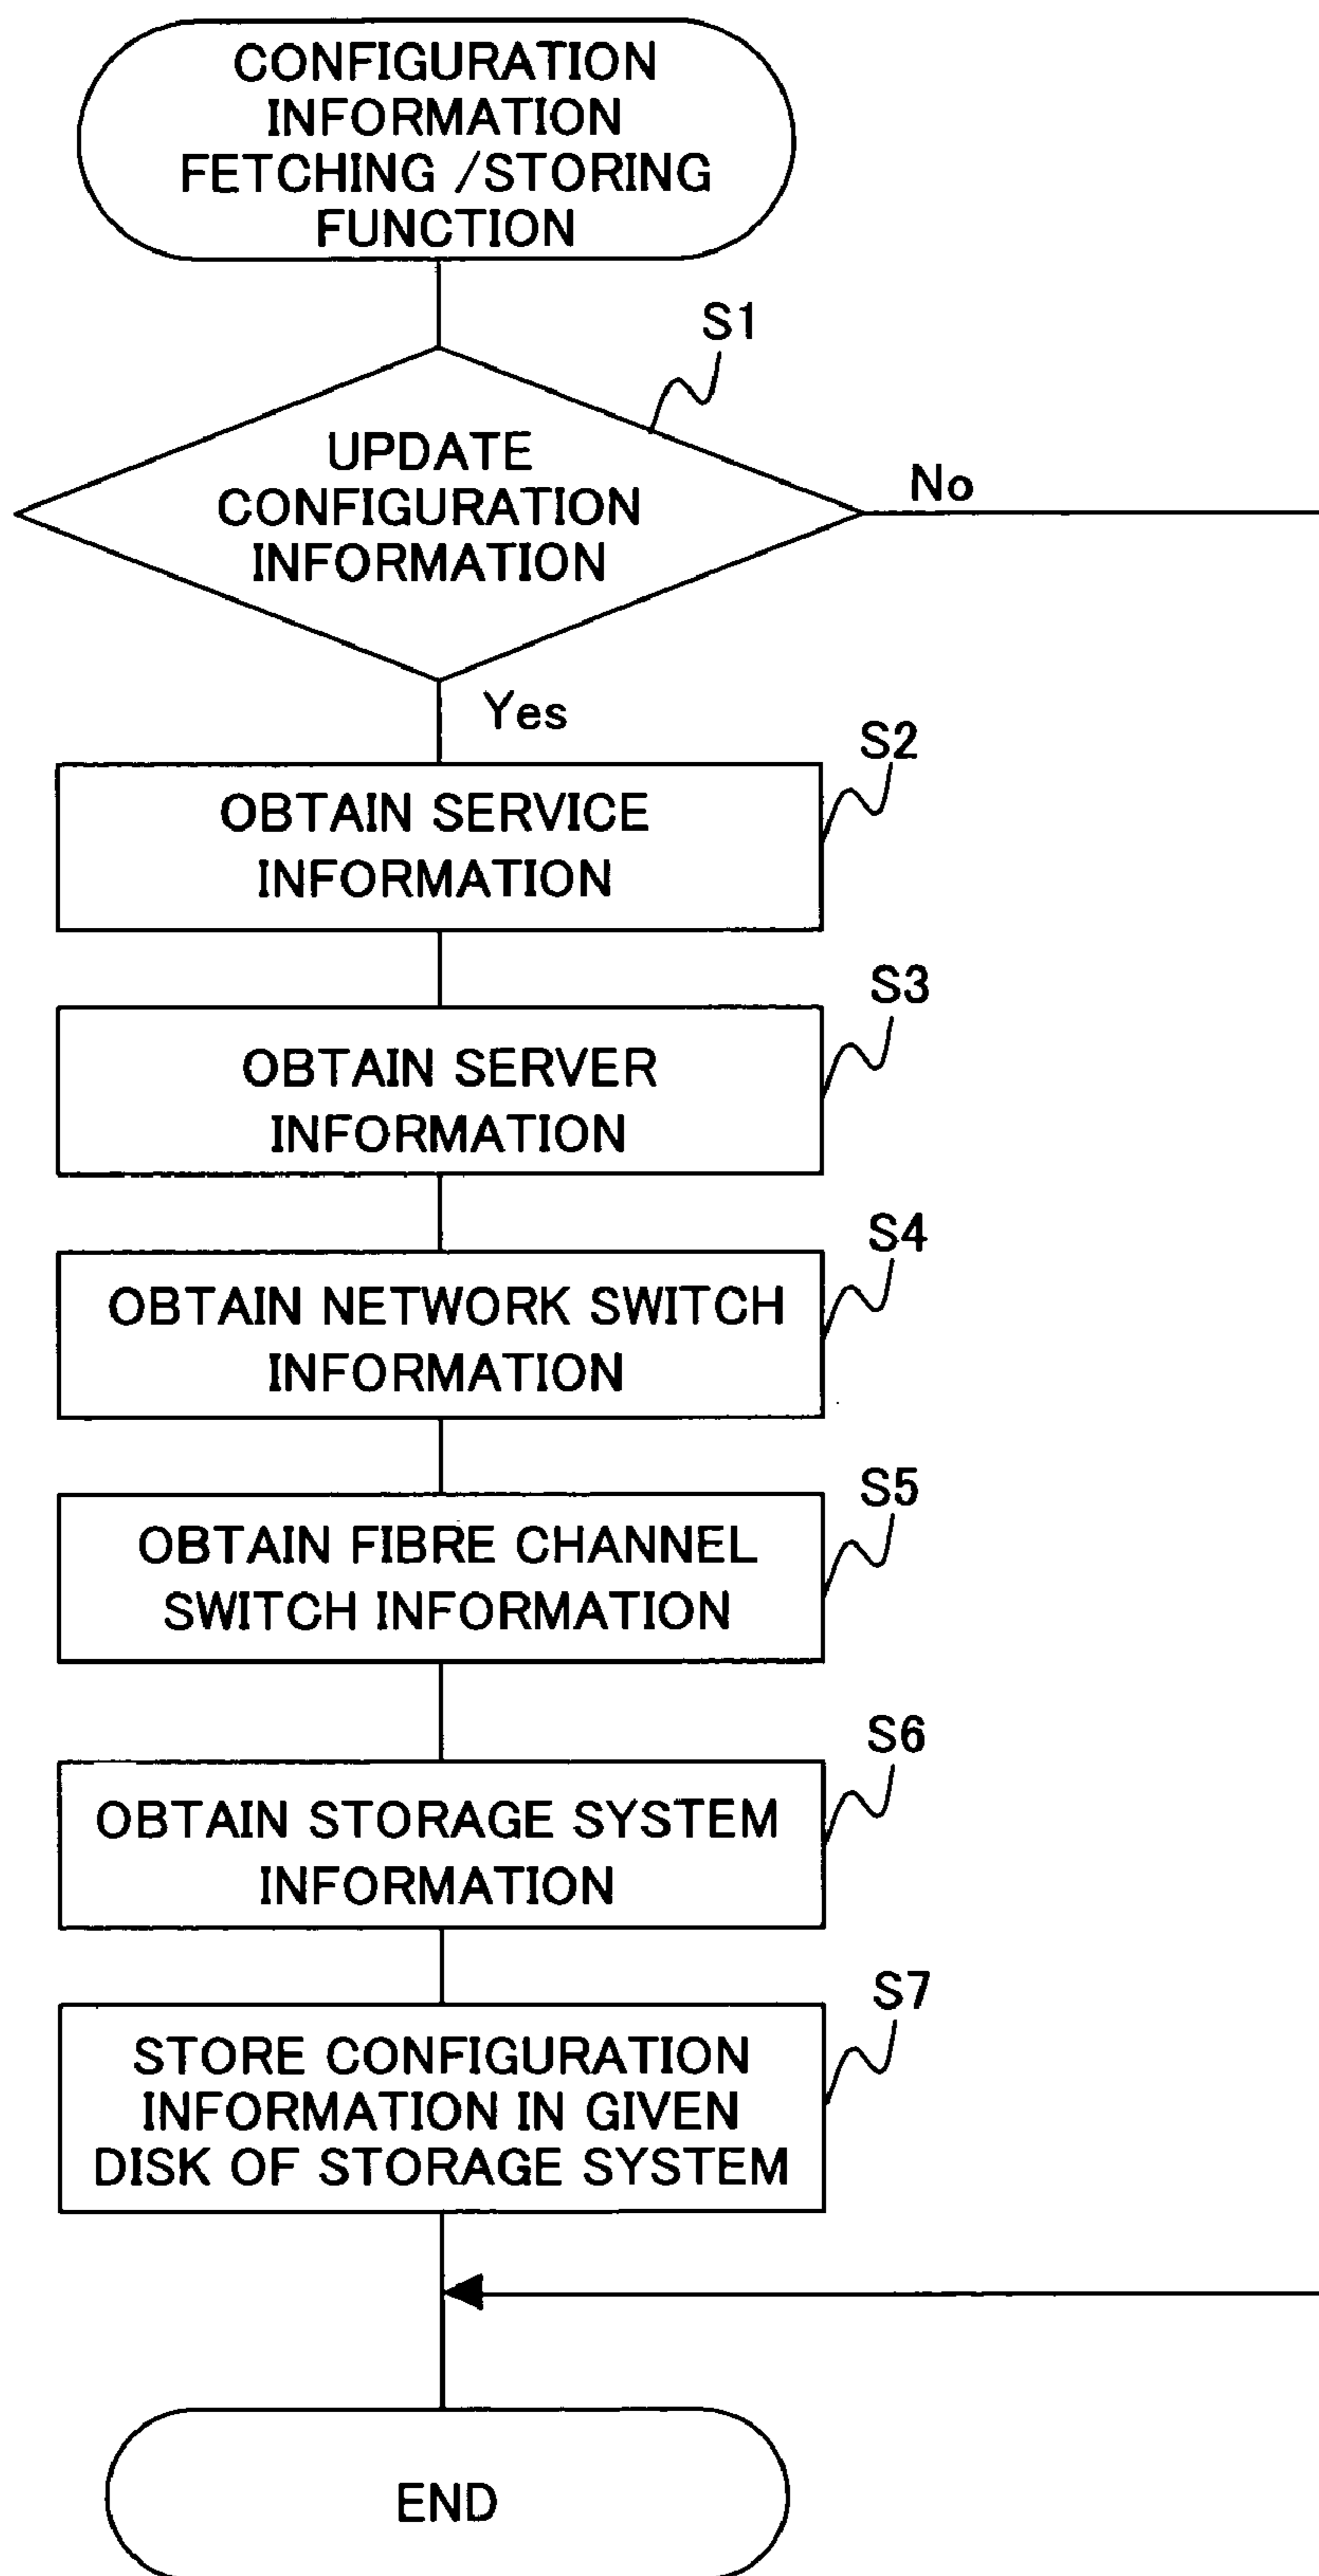 CONFIGURATION
INFORMATION
FETCHING /STORING
FUNCTION
S1
UPDATE
CONFIGURATION
INFORMATION
No
Yes
S2
OBTAIN SERVICE
INFORMATION
S3
OBTAIN SERVER
INFORMATION
S4
OBTAIN NETWORK SWITCH
INFORMATION
S5
OBTAIN FIBRE CHANNEL
SWITCH INFORMATION
S6
OBTAIN STORAGE SYSTEM
INFORMATION
S7
STORE CONFIGURATION
INFORMATION IN GIVEN
DISK OF STORAGE SYSTEM
END